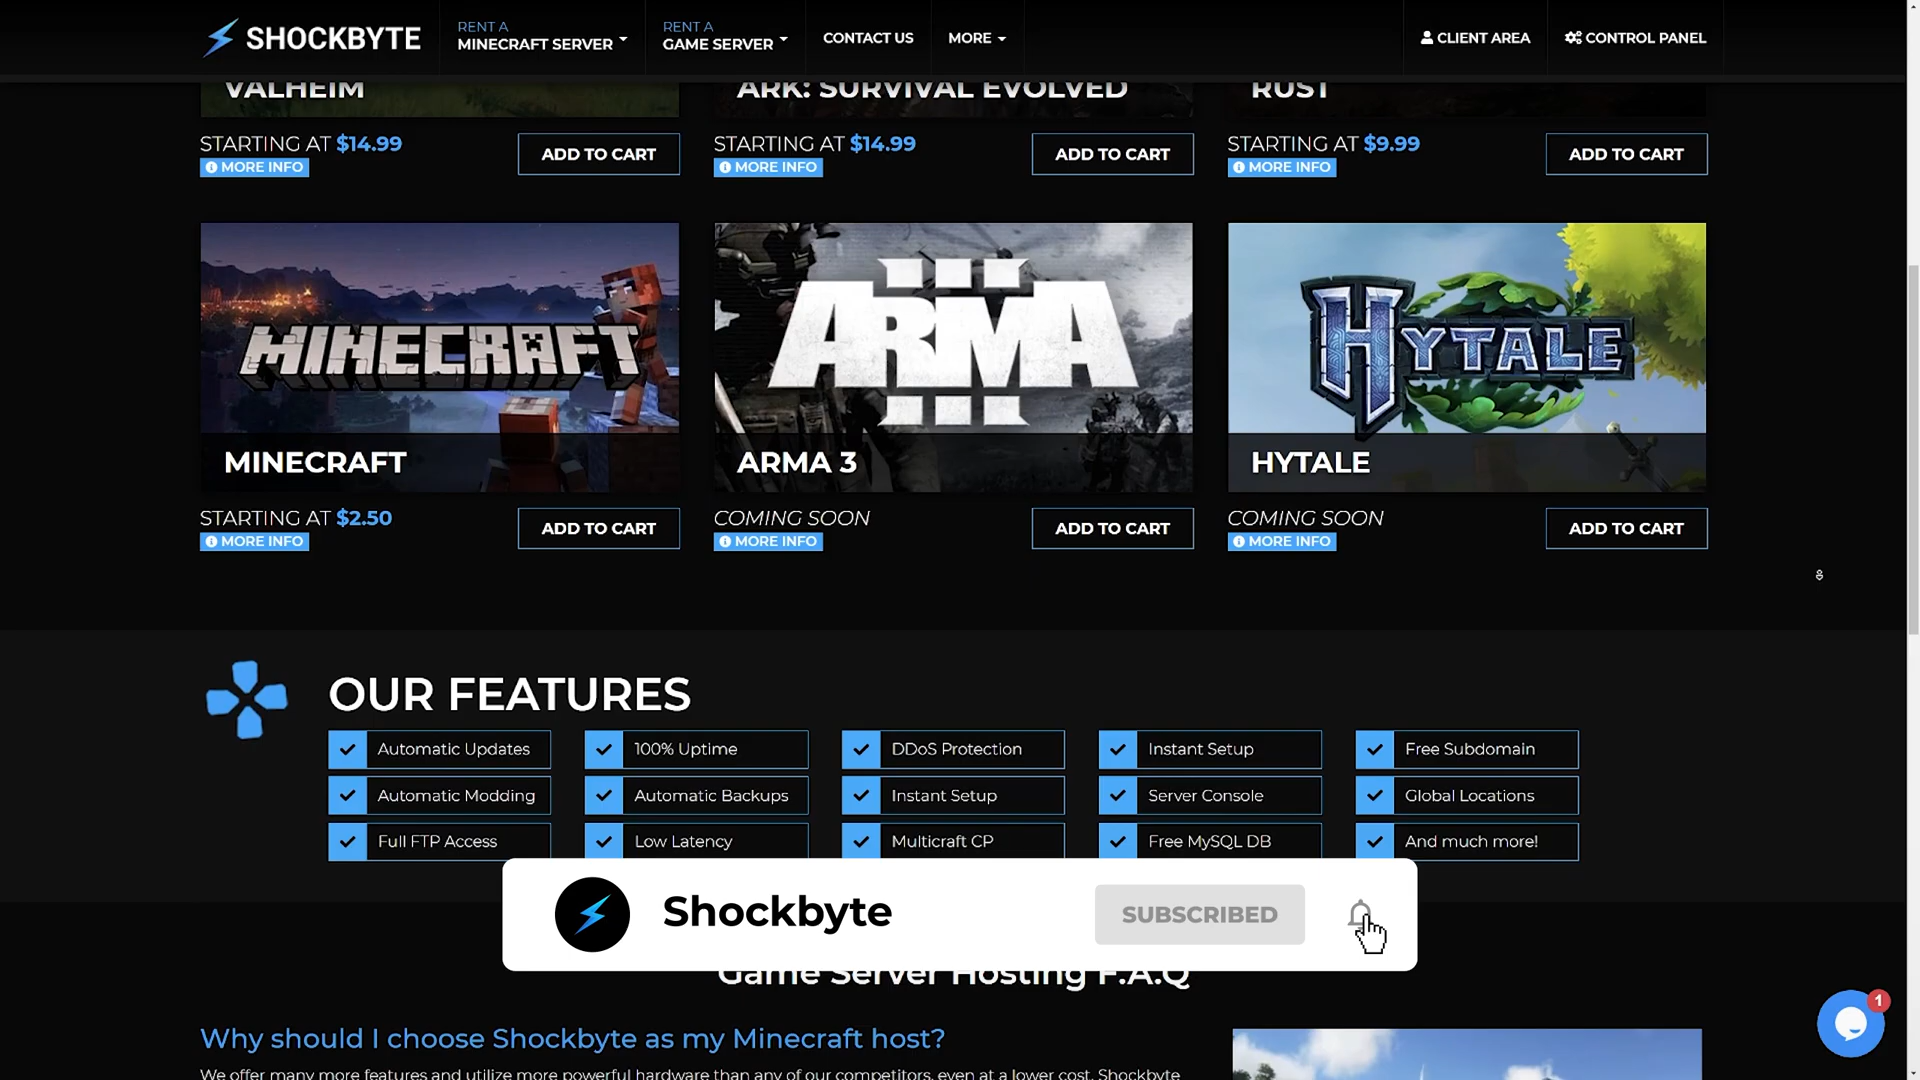 SHOCKBYTE
RENT A
MINECRAFT SERVER
RENT A
GAME SERVER
CONTACT US
MORE
CLIENT AREA
CONTROL PANEL
VALHEIM
ARK: SURVIVAL EVOLVED
RUST
STARTING AT $14.99
MORE INFO
ADD TO CART
STARTING AT $14.99
MORE INFO
ADD TO CART
STARTING AT $9.99
MORE INFO
ADD TO CART
MINECRAFT
MINECRAFT
ARMA
III
ARMA 3
HYTALE
HYTALE
STARTING AT $2.50
MORE INFO
ADD TO CART
COMING SOON
MORE INFO
ADD TO CART
COMING SOON
MORE INFO
ADD TO CART
OUR FEATURES
Automatic Updates
100% Uptime
DDoS Protection
Instant Setup
Free Subdomain
Automatic Modding
Automatic Backups
Instant Setup
Server Console
Global Locations
Full FTP Access
Low Latency
Multicraft CP
Free MySQL DB
And much more!
Shockbyte
SUBSCRIBED
Game Server Hosting F.A.Q
1
Why should I choose Shockbyte as my Minecraft host?
We offer many more features and utilize more powerful hardware than any of our competitors, even at a lower cost. Shockbyte